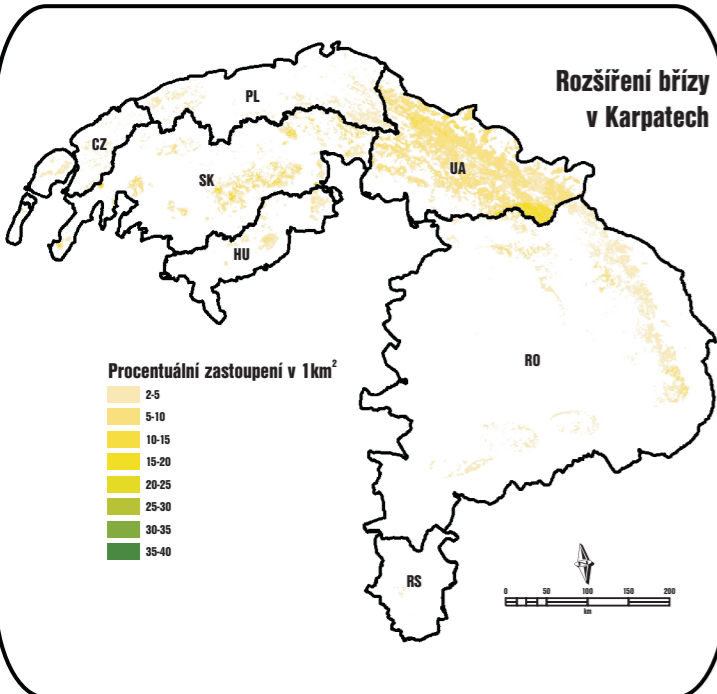 Rozšíření břízy
v Karpatech
PL
CZ
UA
SK
HU
RO
Procentuální zastoupení v 1km²
2-5
5-10
10-15
15-20
20-25
25-30
30-35
35-40
RS
0 50 100 150 200
km